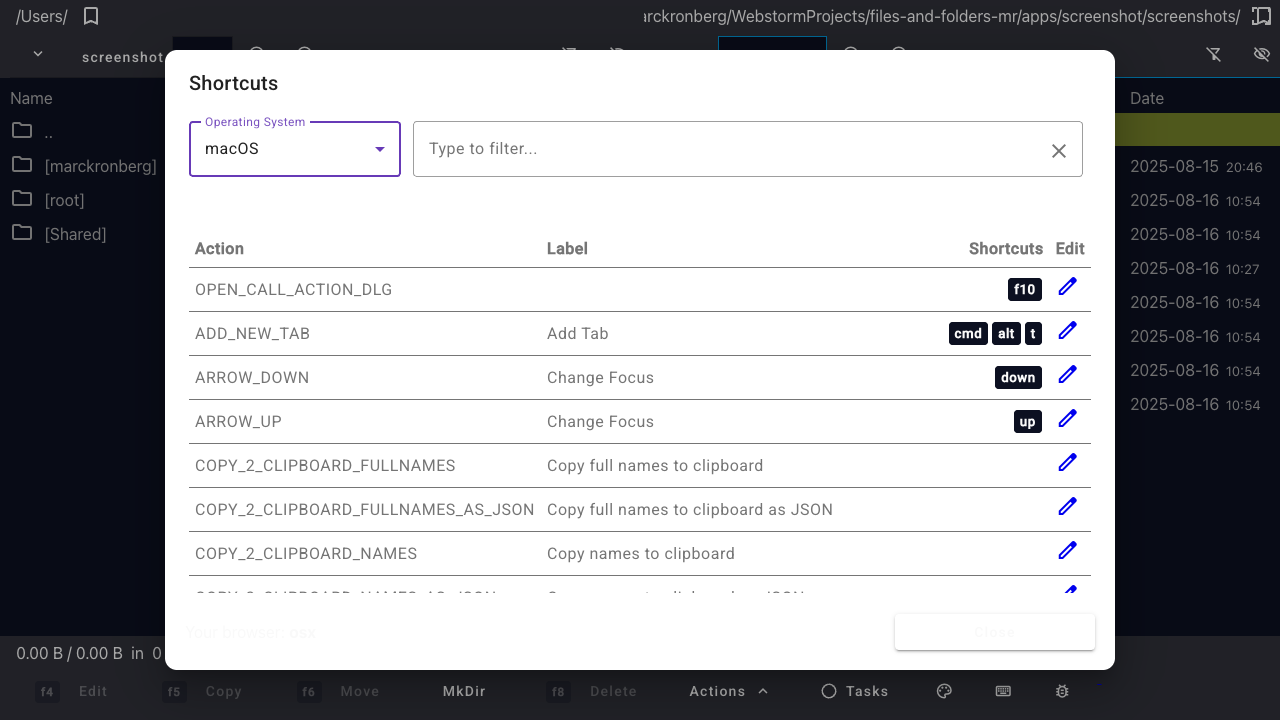 /Users/
rckronberg/WebstormProjects/files-and-folders-mr/apps/screenshot/screenshots/
screenshot
Name
Date
..
[marckronberg]
[root]
[Shared]
2025-08-15 20:46
2025-08-16 10:54
2025-08-16 10:54
2025-08-16 10:27
2025-08-16 10:54
2025-08-16 10:54
2025-08-16 10:54
2025-08-16 10:54
Shortcuts
Operating System
macOS
Type to filter...
Action Label Shortcuts Edit
OPEN_CALL_ACTION_DLG f10
ADD_NEW_TAB Add Tab cmd alt t
ARROW_DOWN Change Focus down
ARROW_UP Change Focus up
COPY_2_CLIPBOARD_FULLNAMES Copy full names to clipboard
COPY_2_CLIPBOARD_FULLNAMES_AS_JSON Copy full names to clipboard as JSON
COPY_2_CLIPBOARD_NAMES Copy names to clipboard
Your browser osx
Close
0.00 B / 0.00 B in 0
f4 Edit f5 Copy f6 Move MkDir f8 Delete Actions Tasks